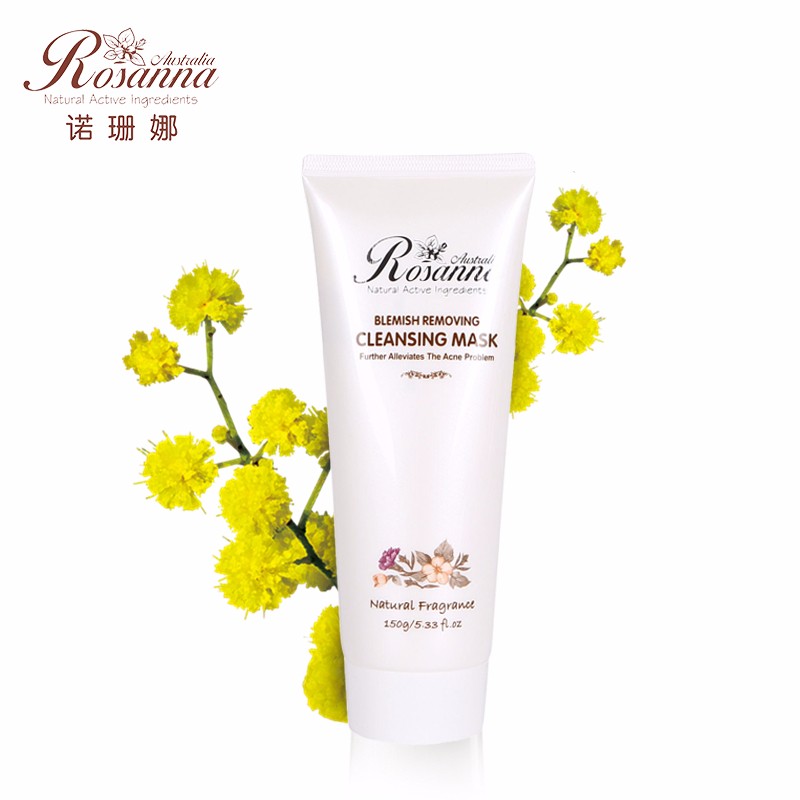 Australia
Rosanna
Natural Active Ingredients
诺珊娜
Australi
Rosanna
Natural Active Ingredients
BLEMISH REMOVING
CLEANSING MASK
Further Alleviates The Acne Problem
Natural Fragrance
150g/5.33 fl.oz